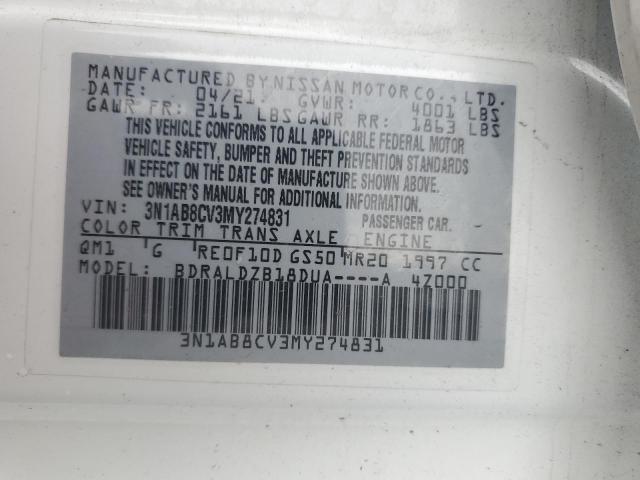 MANUFACTURED BY NISSAN MOTOR CO., LTD.
DATE: 04/21 GVWR: 4001 LBS
GAWR FR: 2161 LBS GAWR RR: 1863 LBS
THIS VEHICLE CONFORMS TO ALL APPLICABLE FEDERAL MOTOR
VEHICLE SAFETY, BUMPER AND THEFT PREVENTION STANDARDS
IN EFFECT ON THE DATE OF MANUFACTURE SHOWN ABOVE.
SEE OWNER'S MANUAL FOR ADDITIONAL INFORMATION.
VIN: 3N1AB8CV3MY274831 PASSENGER CAR.
COLOR TRIM TRANS AXLE ENGINE
QM1 G RE0F10D GS50 MR20 1997 CC
MODEL: BDRALDZB18DUA----A 4Z000
3N1AB8CV3MY274831